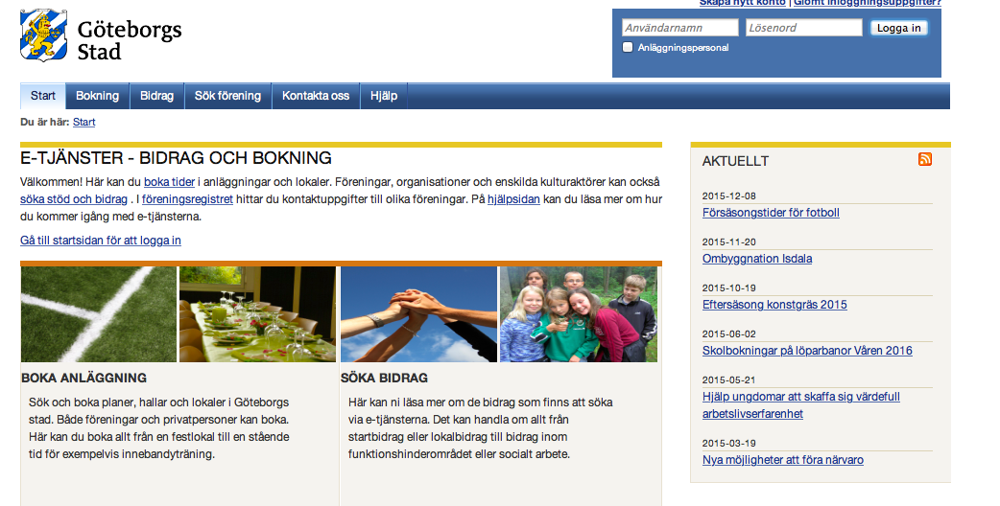 Skapa nytt konto | Glömt inloggningsuppgifter?
Göteborgs
Stad
Användarnamn
Lösenord
Logga in
Anläggningspersonal
Start
Bokning
Bidrag
Sök förening
Kontakta oss
Hjälp
Du är här: Start
E-TJÄNSTER - BIDRAG OCH BOKNING
Välkommen! Här kan du boka tider i anläggningar och lokaler. Föreningar, organisationer och enskilda kulturaktörer kan också
söka stöd och bidrag . I föreningsregistret hittar du kontaktuppgifter till olika föreningar. På hjälpsidan kan du läsa mer om hur
du kommer igång med e-tjänsterna.
Gå till startsidan för att logga in
BOKA ANLÄGGNING
Sök och boka planer, hallar och lokaler i Göteborgs
stad. Både föreningar och privatpersoner kan boka.
Här kan du boka allt från en festlokal till en stående
tid för exempelvis innebandyträning.
SÖKA BIDRAG
Här kan ni läsa mer om de bidrag som finns att söka
via e-tjänsterna. Det kan handla om allt från
startbidrag eller lokalbidrag till bidrag inom
funktionshinderområdet eller socialt arbete.
AKTUELLT
2015-12-08
Försäsongstider för fotboll
2015-11-20
Ombyggnation Isdala
2015-10-19
Eftersäsong konstgräs 2015
2015-06-02
Skolbokningar på löparbanor Våren 2016
2015-05-21
Hjälp ungdomar att skaffa sig värdefull
arbetslivserfarenhet
2015-03-19
Nya möjligheter att föra närvaro